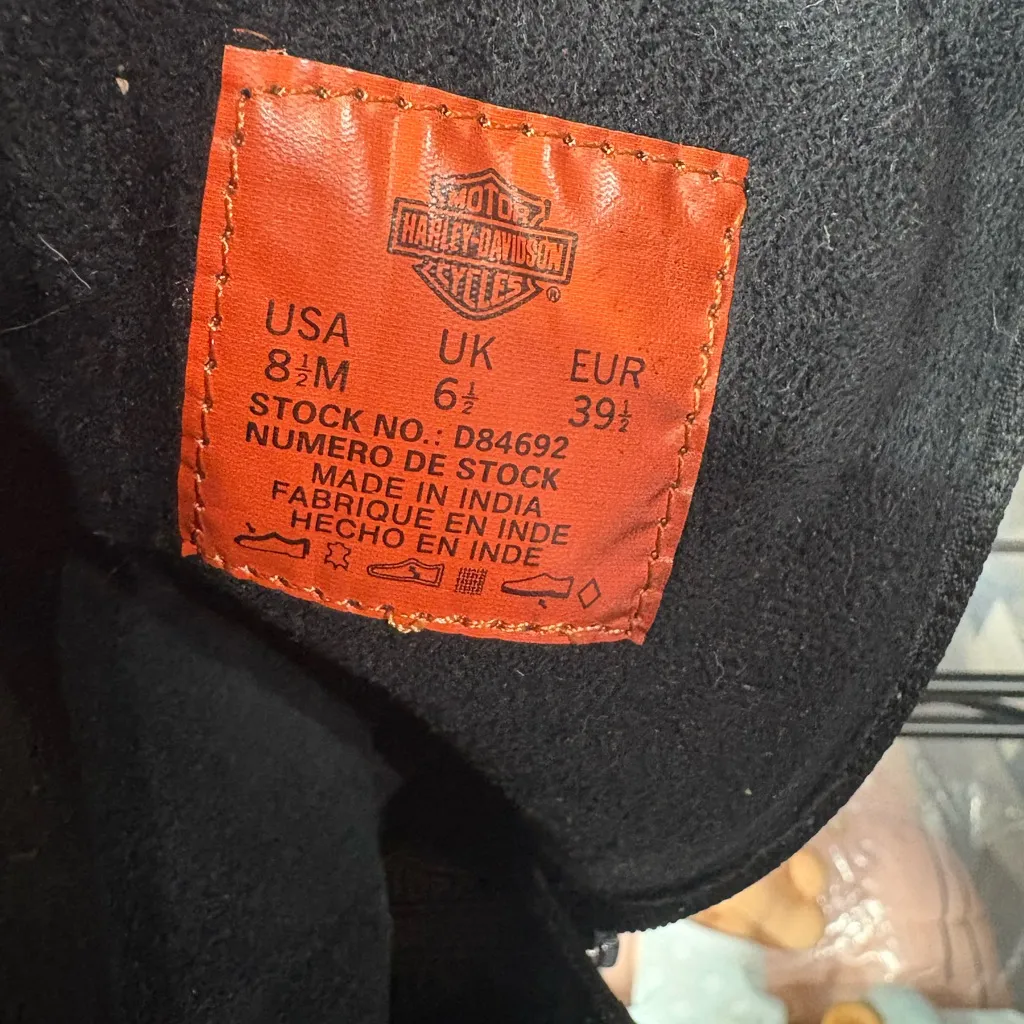 MOTOR
HARLEY-DAVIDSON
CYCLES
®
USA UK EUR
8½M 6½ 39½
STOCK NO.: D84692
NUMERO DE STOCK
MADE IN INDIA
FABRIQUE EN INDE
HECHO EN INDE